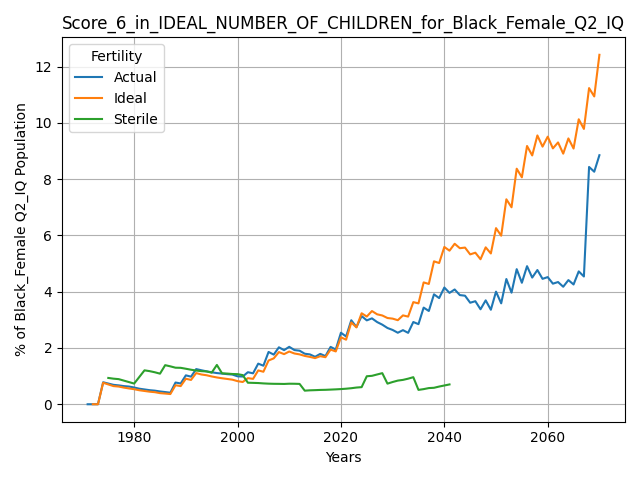 Score_6_in_IDEAL_NUMBER_OF_CHILDREN_for_Black_Female_Q2_IQ
Fertility
Actual
Ideal
Sterile
% of Black_Female Q2_IQ Population
12
10
8
6
4
2
0
1980
2000
2020
2040
2060
Years